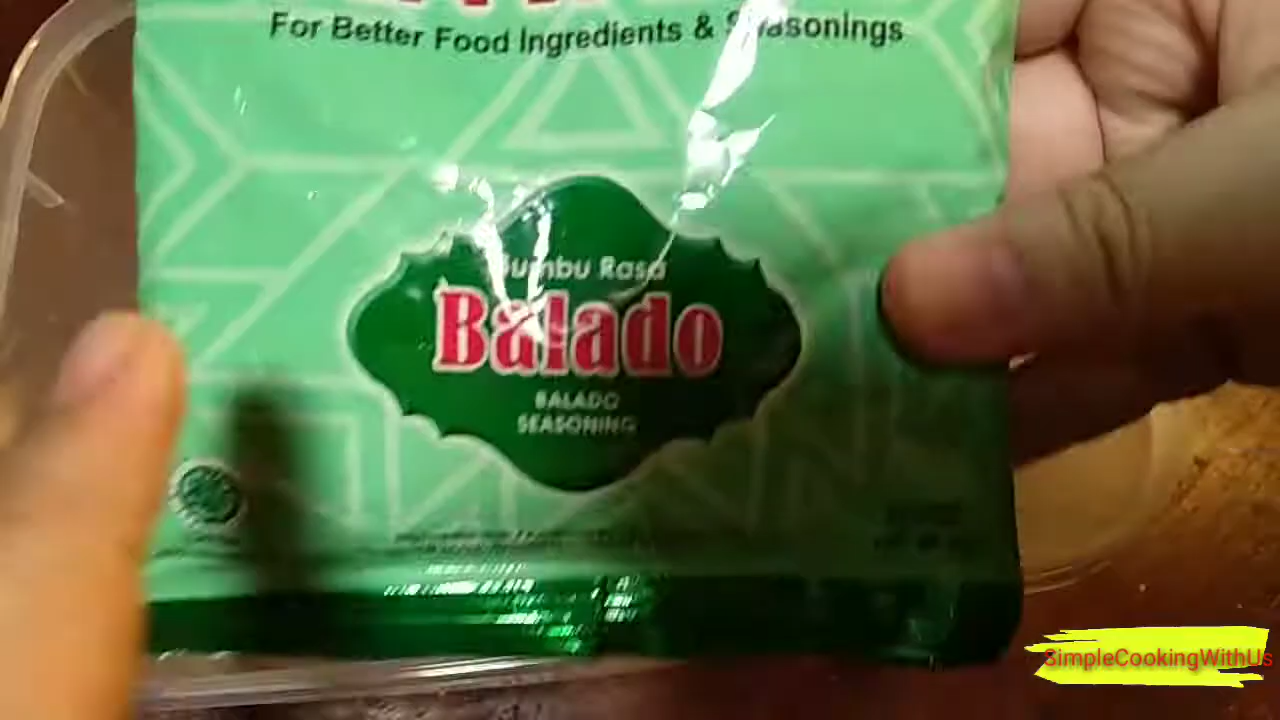 For Better Food Ingredients & Seasonings
Bumbu Rasa
Balado
BALADO
SEASONING
SimpleCookingWithUs